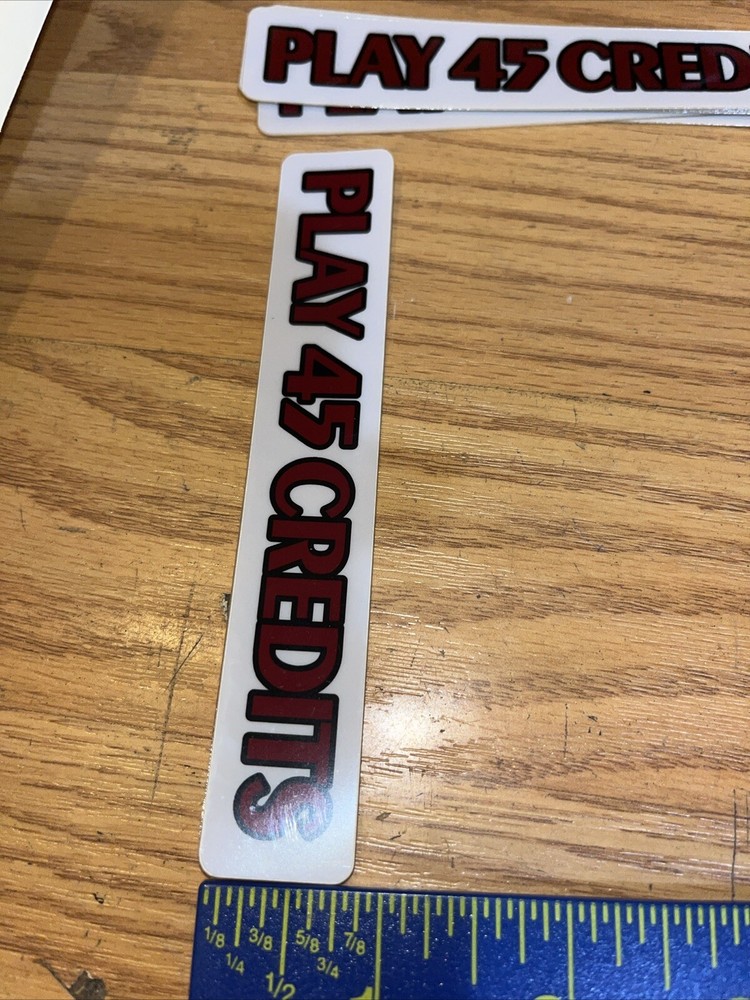 PLAY 45 CRED
PLAY 45 CREDITS
1/8 3/8 5/8 7/8
1/4 3/4
1/2
1